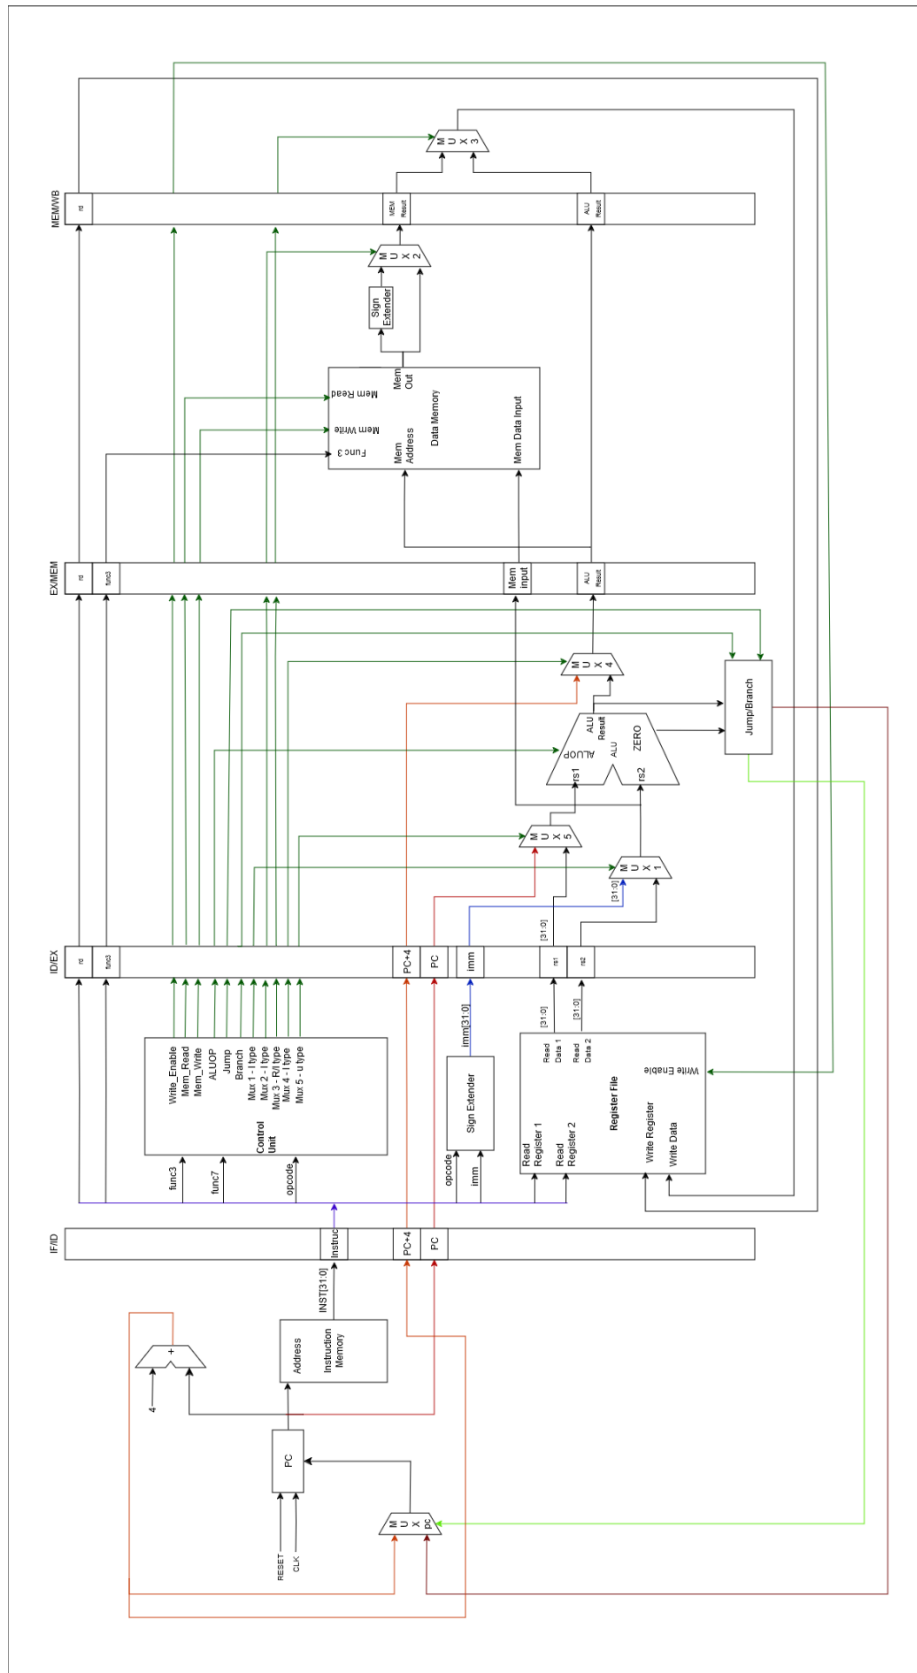 IF/ID
ID/EX
EX/MEM
MEM/WB
RESET
CLK
PC
M
U
X
pc
4
+
Address
Instruction
Memory
INST[31:0]
Instruc
PC+4
PC
func3
func7
opcode
Control
Unit
Write_Enable
Mem_Read
Mem_Write
ALUOP
Jump
Branch
Mux 1 - I type
Mux 2 - I type
Mux 3 - R/I type
Mux 4 - I type
Mux 5 - u type
opcode
imm
Sign Extender
imm[31:0]
Read
Register 1
Read
Register 2
Register File
Write Register
Write Data
Read
Data 1
Read
Data 2
Write Enable
[31:0]
[31:0]
rd
func3
PC+4
PC
imm
rs1
rs2
[31:0]
[31:0]
M
U
X
5
M
U
X
1
rs1
rs2
ALUOP
ALU
ALU
Result
ZERO
M
U
X
4
Jump/Branch
rd
func3
Mem
input
ALU
Result
Func 3
Mem Write
Mem Read
Mem
Address
Data Memory
Mem Data Input
Mem
Out
Sign
Extender
M
U
X
2
rd
MEM
Result
ALU
Result
M
U
X
3